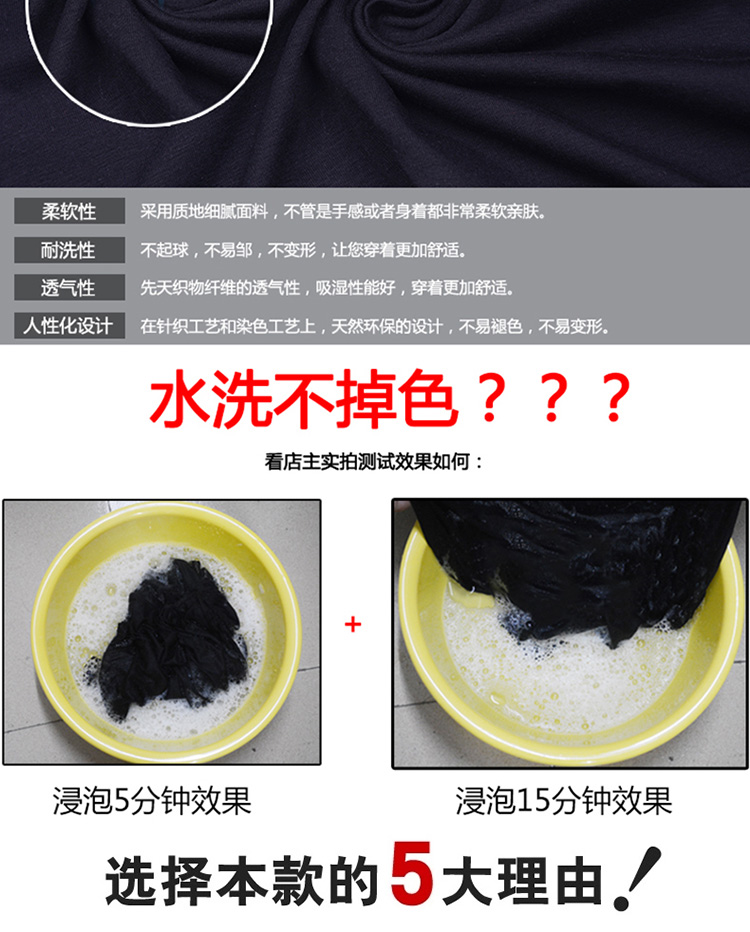 柔软性 采用质地细腻面料，不管是手感或者身着都非常柔软亲肤。
耐洗性 不起球，不易邹，不变形，让您穿着更加舒适。
透气性 先天织物纤维的透气性，吸湿性能好，穿着更加舒适。
人性化设计 在针织工艺和染色工艺上，天然环保的设计，不易褪色，不易变形。
水洗不掉色？？？
看店主实拍测试效果如何：
+
浸泡5分钟效果 浸泡15分钟效果
选择本款的5大理由！